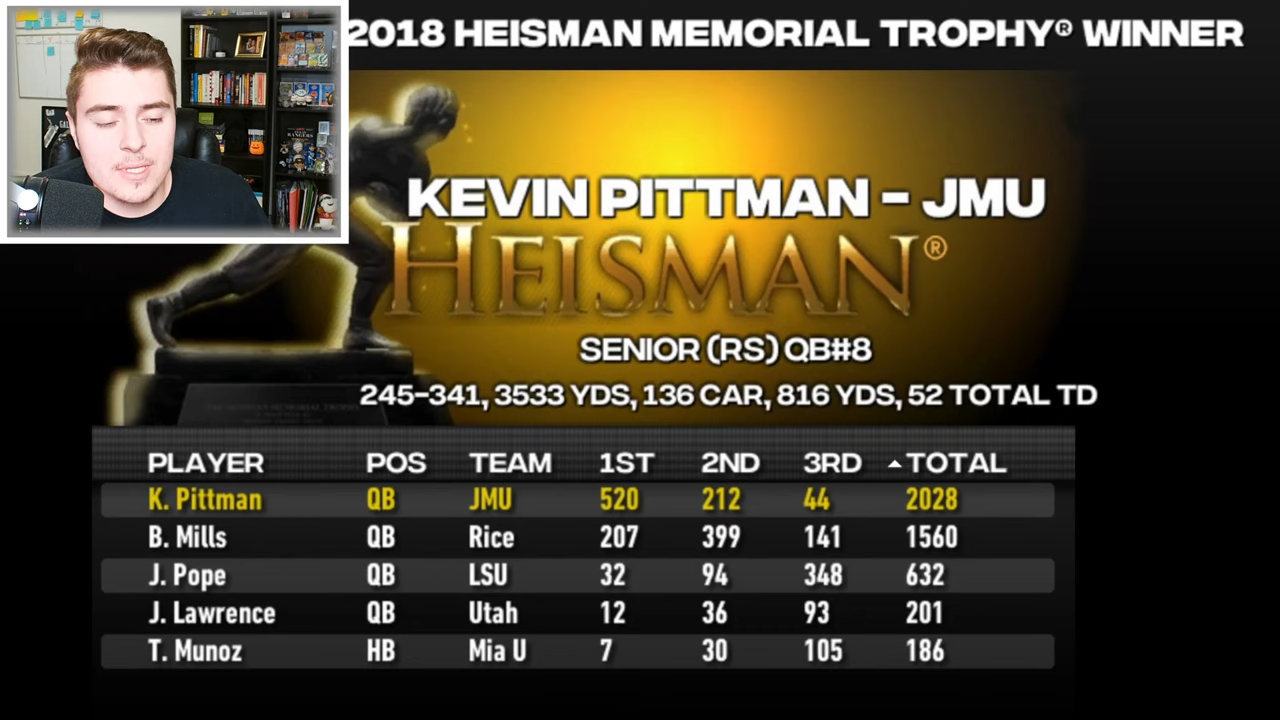 2018 HEISMAN MEMORIAL TROPHY® WINNER
KEVIN PITTMAN - JMU
HEISMAN®
SENIOR (RS) QB#8
245-341, 3533 YDS, 136 CAR, 816 YDS, 52 TOTAL TD
PLAYER POS TEAM 1ST 2ND 3RD TOTAL
K. Pittman QB JMU 520 212 44 2028
B. Mills QB Rice 207 399 141 1560
J. Pope QB LSU 32 94 348 632
J. Lawrence QB Utah 12 36 93 201
T. Munoz HB Mia U 7 30 105 186